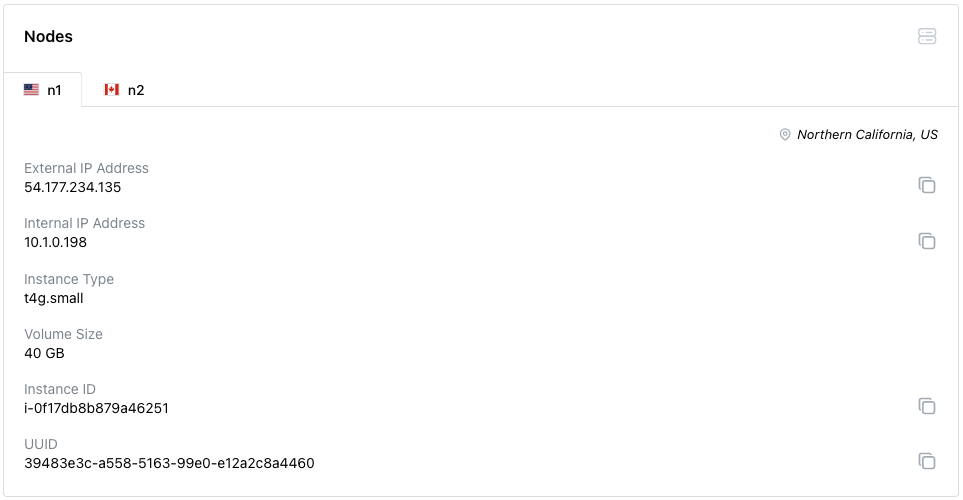 Nodes
n1
n2
Northern California, US
External IP Address
54.177.234.135
Internal IP Address
10.1.0.198
Instance Type
t4g.small
Volume Size
40 GB
Instance ID
i-0f17db8b879a46251
UUID
39483e3c-a558-5163-99e0-e12a2c8a4460